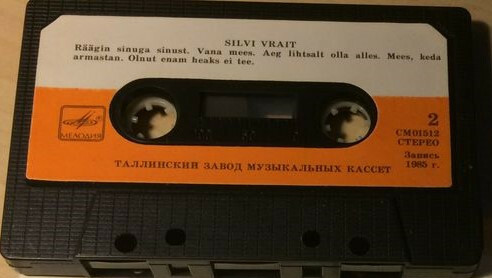 SILVI VRAIT
Räägin sinuga sinust. Vana mees. Aeg lihtsalt olla alles. Mees, keda
armastan. Olnut enam heaks ei tee.
МЕЛОДИЯ
2
СМ01512
СТЕРЕО
Запись
1985 г.
ТАЛЛИНСКИЙ ЗАВОД МУЗЫКАЛЬНЫХ КАССЕТ